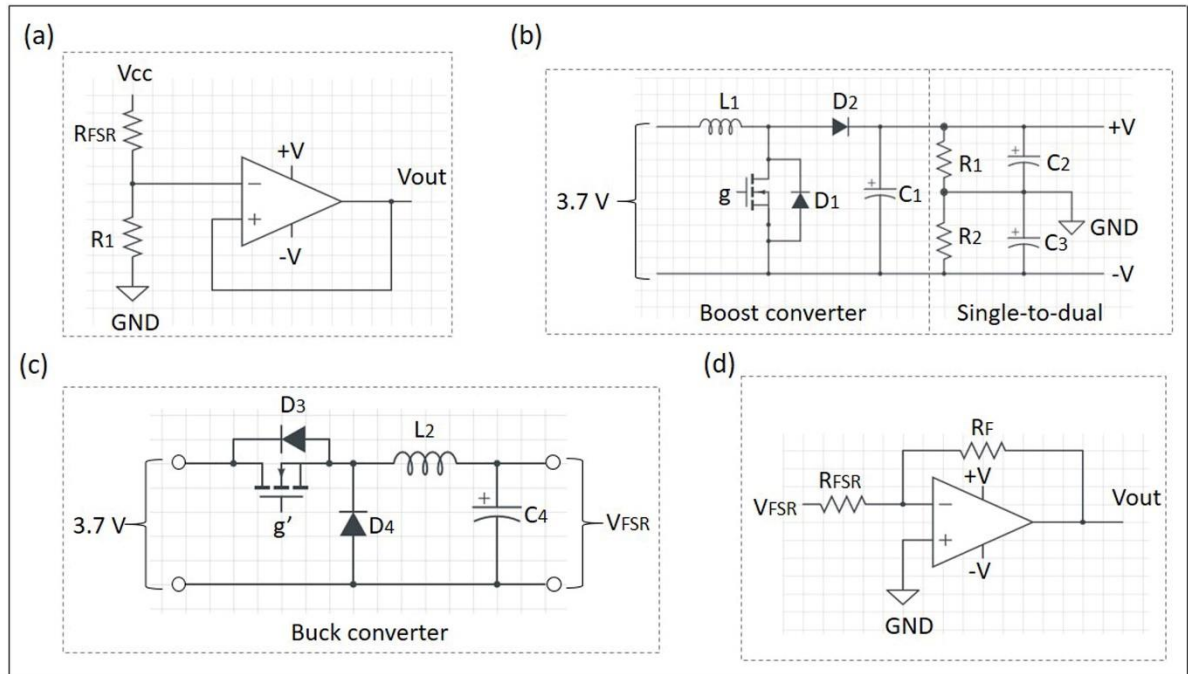 (a)
Vcc
RFSR
+V
Vout
−
+
R1
-V
GND
(b)
L1
D2
+V
+
R1
C2
3.7 V
g
D1
+
C1
GND
R2
+
C3
-V
Boost converter
Single-to-dual
(c)
D3
L2
3.7 V
g'
D4
+
C4
VFSR
Buck converter
(d)
RF
RFSR
+V
VFSR
−
Vout
+
-V
GND